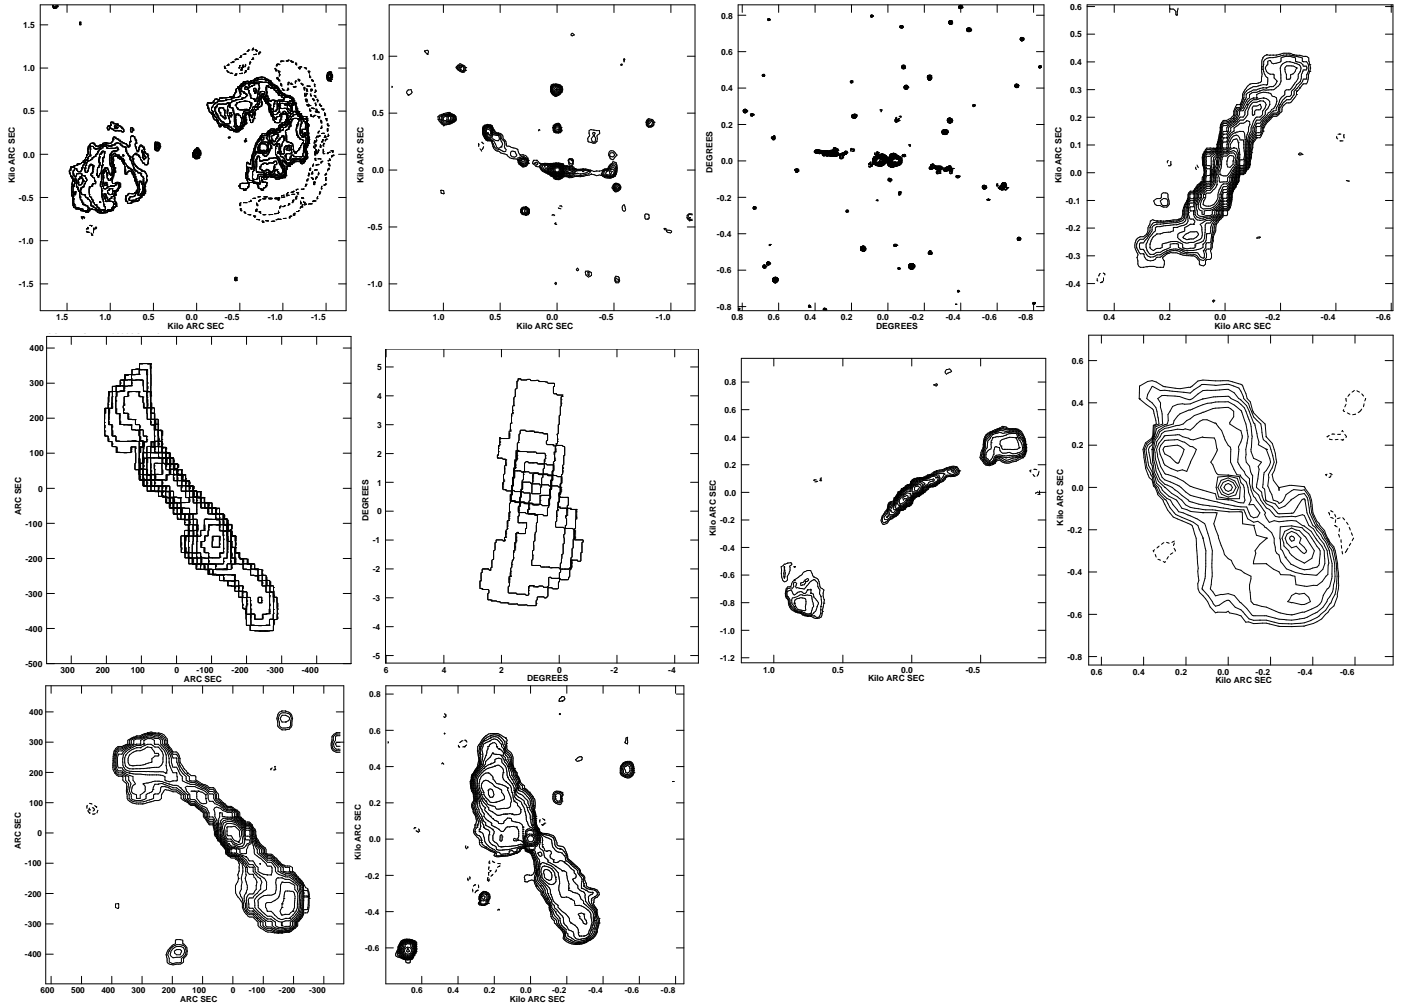 1.5
1.0
0.5
0.0
-0.5
-1.0
-1.5
Kilo ARC SEC
1.5 1.0 0.5 0.0 -0.5 -1.0 -1.5
Kilo ARC SEC
1.0
0.5
0.0
-0.5
-1.0
Kilo ARC SEC
1.0 0.5 0.0 -0.5 -1.0
Kilo ARC SEC
0.8
0.6
0.4
0.2
0.0
-0.2
-0.4
-0.6
-0.8
DEGREES
0.8 0.6 0.4 0.2 0.0 -0.2 -0.4 -0.6 -0.8
DEGREES
0.6
0.5
0.4
0.3
0.2
0.1
0.0
-0.1
-0.2
-0.3
-0.4
Kilo ARC SEC
0.4 0.2 0.0 -0.2 -0.4 -0.6
Kilo ARC SEC
400
300
200
100
0
-100
-200
-300
-400
-500
ARC SEC
300 200 100 0 -100 -200 -300 -400
ARC SEC
5
4
3
2
1
0
-1
-2
-3
-4
-5
DEGREES
6 4 2 0 -2 -4
DEGREES
0.8
0.6
0.4
0.2
0.0
-0.2
-0.4
-0.6
-0.8
-1.0
-1.2
Kilo ARC SEC
1.0 0.5 0.0 -0.5
Kilo ARC SEC
0.6
0.4
0.2
0.0
-0.2
-0.4
-0.6
-0.8
Kilo ARC SEC
0.6 0.4 0.2 0.0 -0.2 -0.4 -0.6
Kilo ARC SEC
400
300
200
100
0
-100
-200
-300
-400
ARC SEC
600 500 400 300 200 100 0 -100 -200 -300
ARC SEC
0.8
0.6
0.4
0.2
0.0
-0.2
-0.4
-0.6
Kilo ARC SEC
0.6 0.4 0.2 0.0 -0.2 -0.4 -0.6 -0.8
Kilo ARC SEC